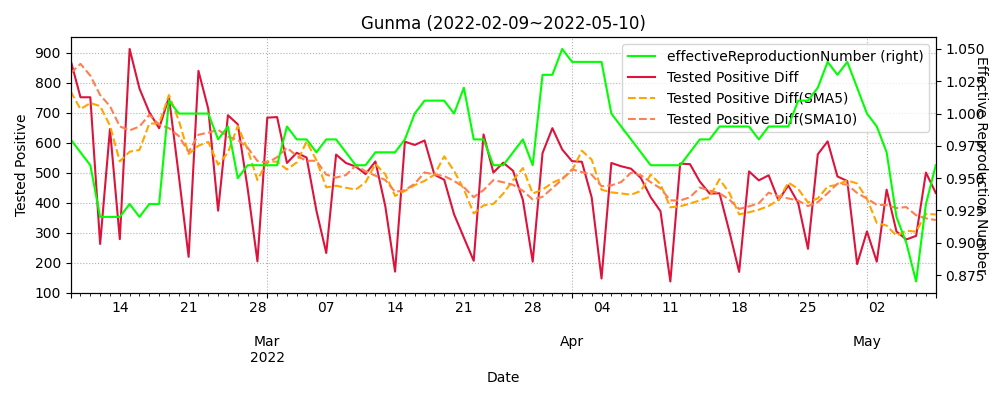 Gunma (2022-02-09~2022-05-10)
effectiveReproductionNumber (right)
Tested Positive Diff
Tested Positive Diff(SMA5)
Tested Positive Diff(SMA10)
Tested Positive
900
800
700
600
500
400
300
200
100
1.050
1.025
1.000
0.975
0.950
0.925
0.900
0.875
Effective Reproduction Number
14 21 28 07 14 21 28 04 11 18 25 02
Mar Apr May
2022
Date